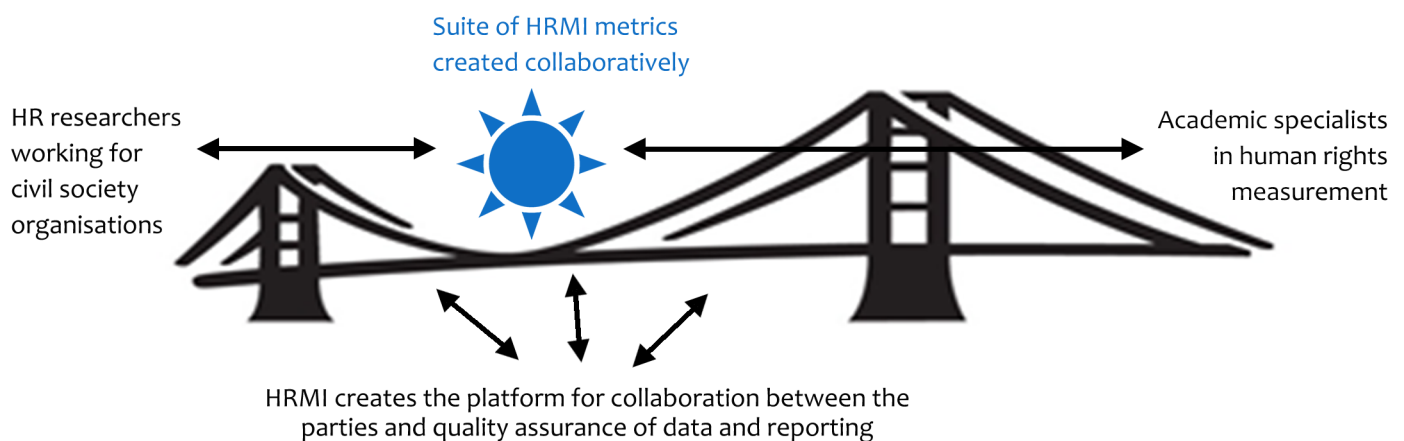 Suite of HRMI metrics
created collaboratively
HR researchers
working for
civil society
organisations
Academic specialists
in human rights
measurement
HRMI creates the platform for collaboration between the
parties and quality assurance of data and reporting